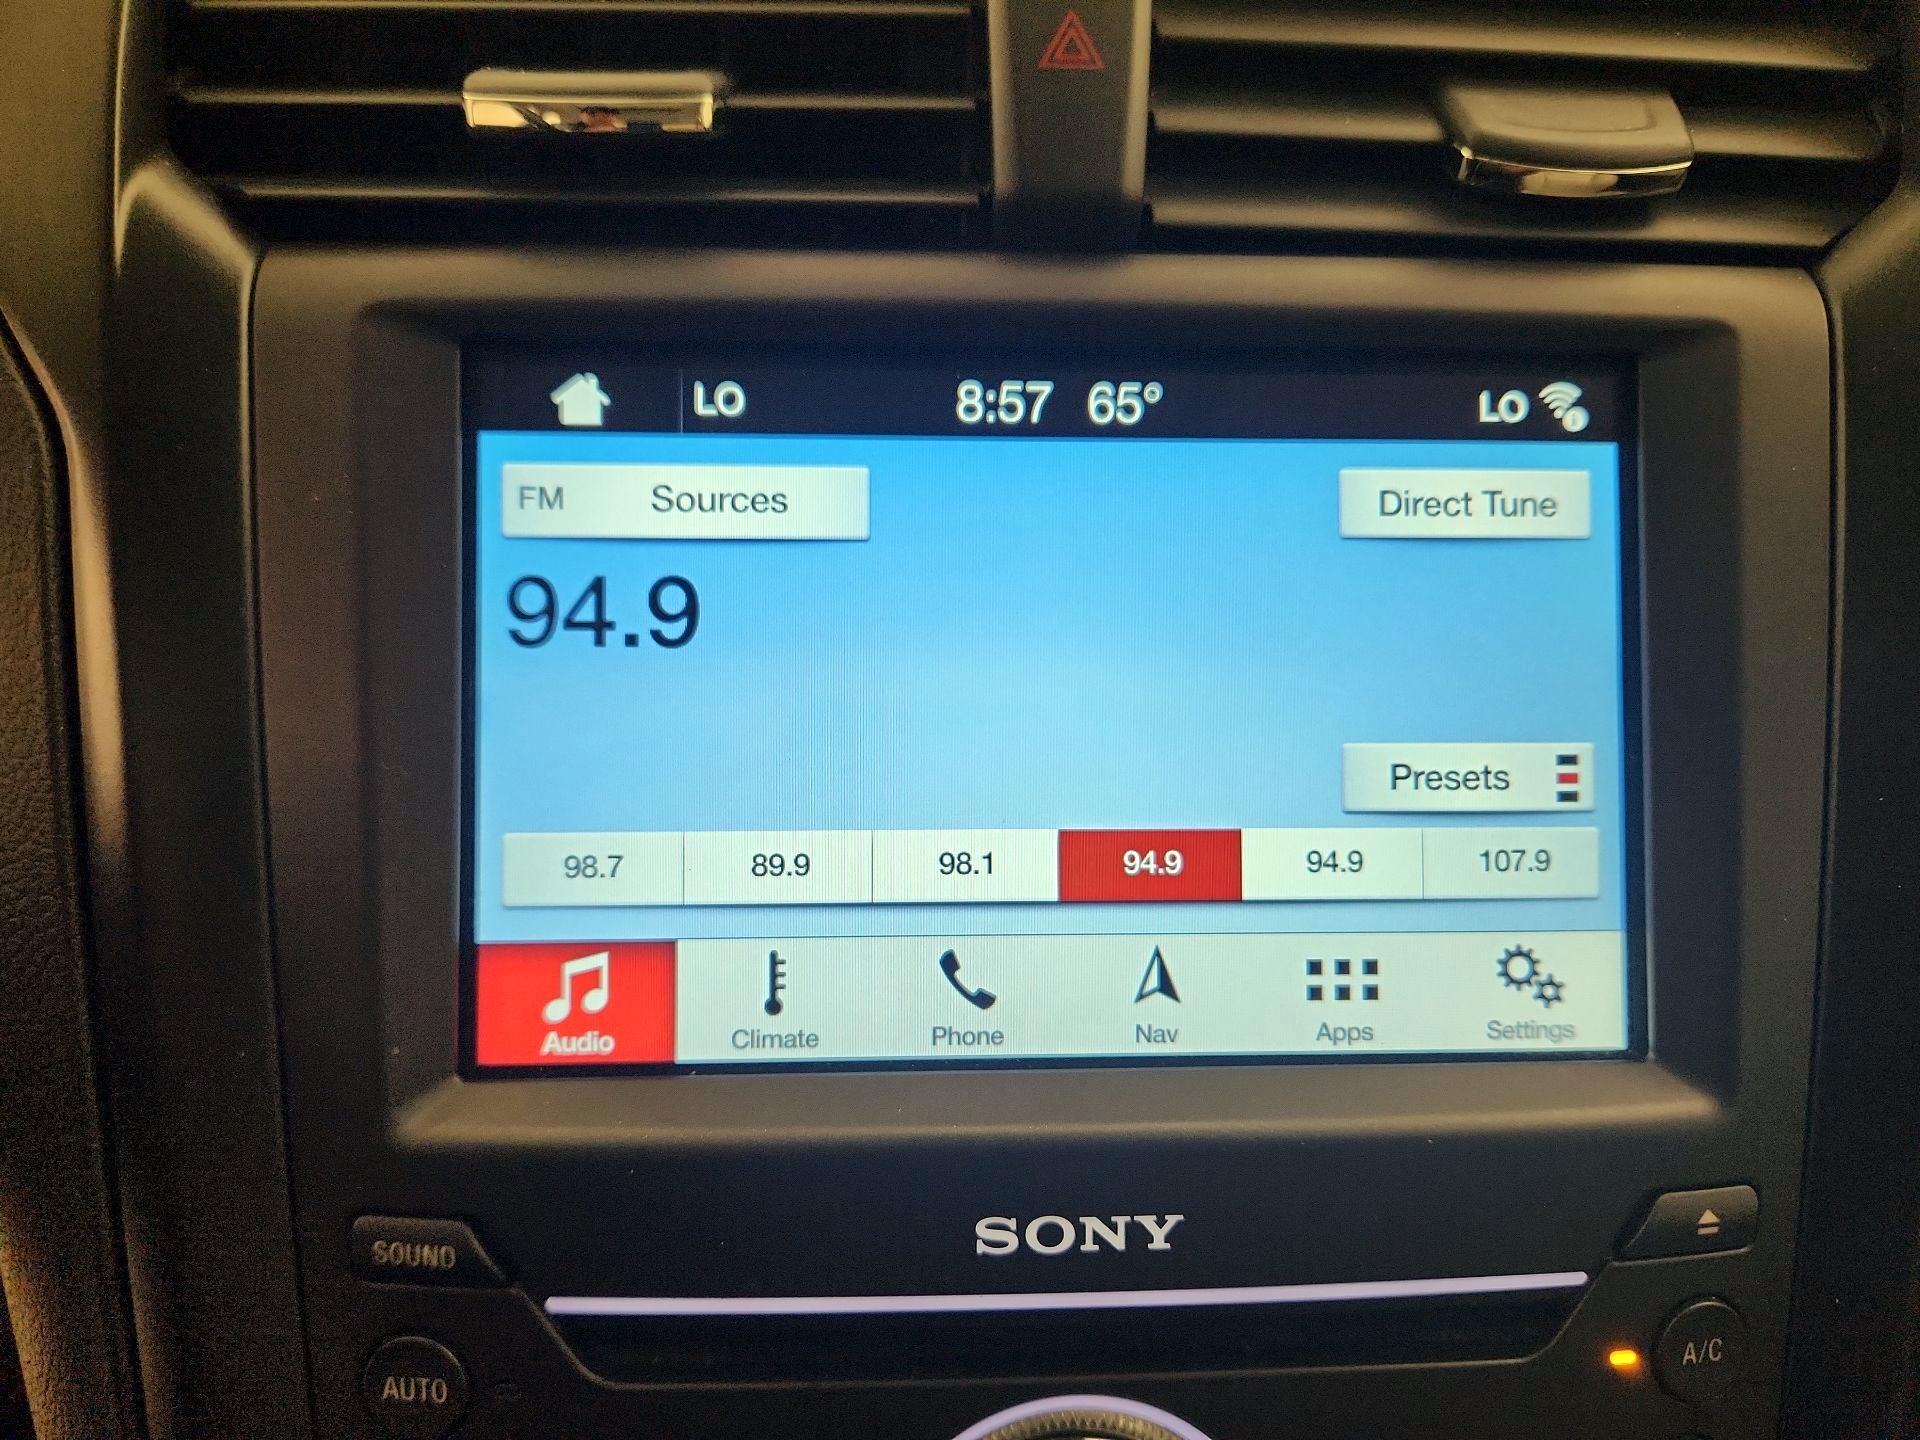 LO 8:57 65° LO
FM Sources Direct Tune
94.9
Presets
98.7 89.9 98.1 94.9 94.9 107.9
Audio Climate Phone Nav Apps Settings
SONY
SOUND
AUTO
A/C